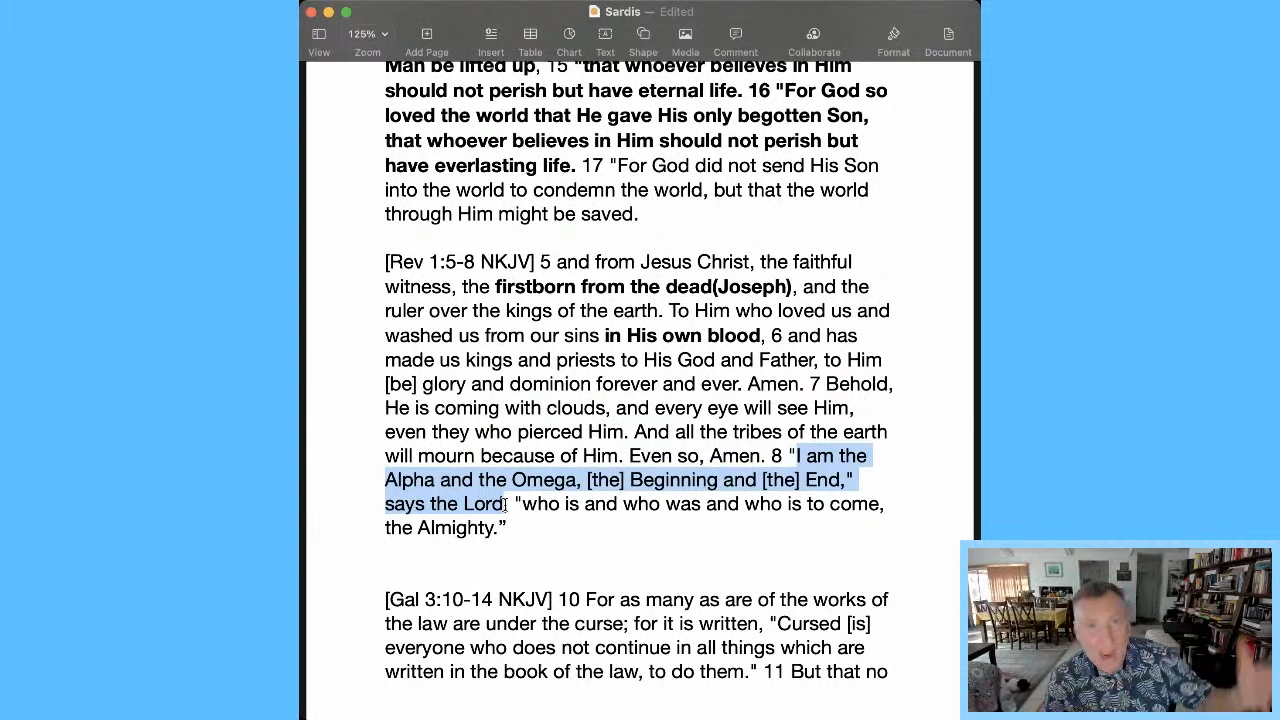 Sardis — Edited
125%
View Zoom Add Page Insert Table Chart Text Shape Media Comment Collaborate Format Document
Man be lifted up, 15 "that whoever believes in Him
should not perish but have eternal life. 16 "For God so
loved the world that He gave His only begotten Son,
that whoever believes in Him should not perish but
have everlasting life. 17 "For God did not send His Son
into the world to condemn the world, but that the world
through Him might be saved.
[Rev 1:5-8 NKJV] 5 and from Jesus Christ, the faithful
witness, the firstborn from the dead(Joseph), and the
ruler over the kings of the earth. To Him who loved us and
washed us from our sins in His own blood, 6 and has
made us kings and priests to His God and Father, to Him
[be] glory and dominion forever and ever. Amen. 7 Behold,
He is coming with clouds, and every eye will see Him,
even they who pierced Him. And all the tribes of the earth
will mourn because of Him. Even so, Amen. 8 "I am the
Alpha and the Omega, [the] Beginning and [the] End,"
says the Lord, "who is and who was and who is to come,
the Almighty.”
[Gal 3:10-14 NKJV] 10 For as many as are of the works of
the law are under the curse; for it is written, "Cursed [is]
everyone who does not continue in all things which are
written in the book of the law, to do them." 11 But that no